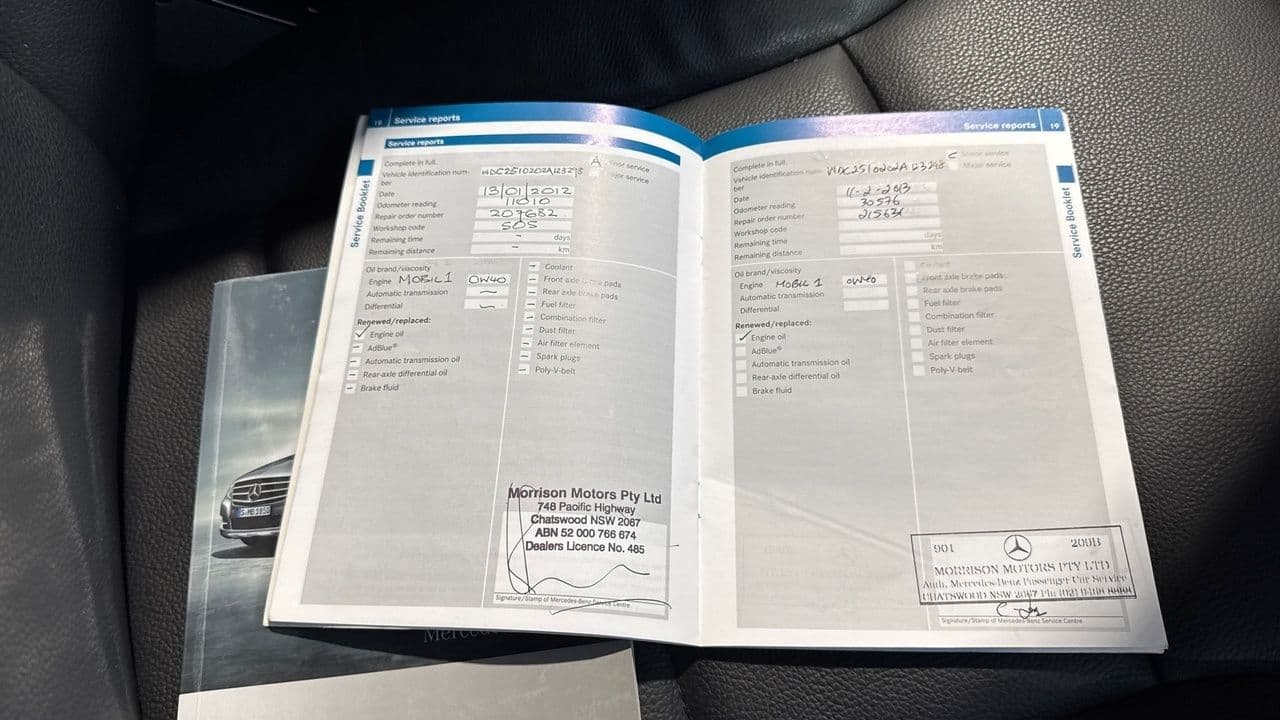 18 Service reports
Service reports
Service Booklet
Complete in full.
A
service
Vehicle identification num-
ber
WDC2510202A123298
service
Date 13/01/2012
Odometer reading 11010
Repair order number 207682
Workshop code 505
Remaining time - days
Remaining distance - km
Oil brand/viscosity
Engine MOBIL 1 0W40
Automatic transmission
Differential
Renewed/replaced:
Engine oil
AdBlue®
Automatic transmission oil
Rear-axle differential oil
Brake fluid
Coolant
Front axle brake pads
Rear axle brake pads
Fuel filter
Combination filter
Dust filter
Air filter element
Spark plugs
Poly-V-belt
Morrison Motors Pty Ltd
748 Pacific Highway
Chatswood NSW 2067
ABN 52 000 766 674
Dealers Licence No. 485
Signature/Stamp of Mercedes-Benz Service Centre
Service reports 19
Service Booklet
Complete in full.
C
Minor service
Vehicle identification num-
ber
WDC2510202A123298
Minor service
Date 11-2-2013
Odometer reading 30576
Repair order number
Workshop code
Remaining time days
Remaining distance km
Oil brand/viscosity
Engine MOBIL 1 0W40
Automatic transmission
Differential
Renewed/replaced:
Engine oil
AdBlue®
Automatic transmission oil
Rear-axle differential oil
Brake fluid
Coolant
Front axle brake pads
Rear axle brake pads
Fuel filter
Combination filter
Dust filter
Air filter element
Spark plugs
Poly-V-belt
901 200B
MORRISON MOTORS PTY LTD
Auth. Mercedes-Benz Passenger Car Service
CHATSWOOD NSW 2067
Signature/Stamp of Mercedes-Benz Service Centre
S-MB 1850